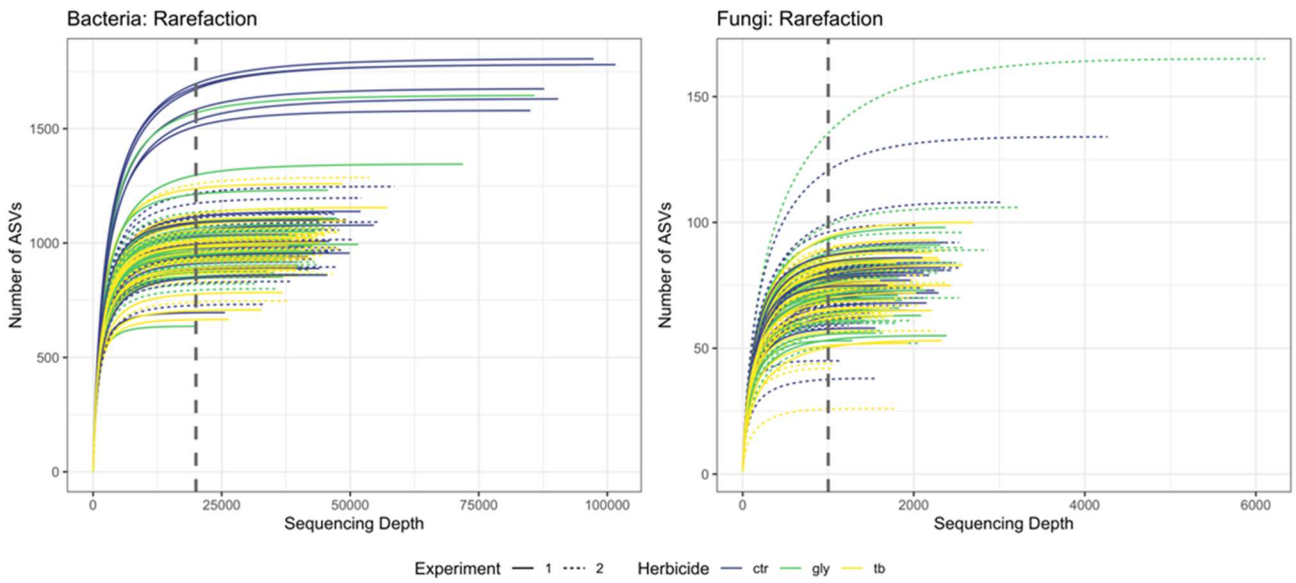 Bacteria: Rarefaction
Number of ASVs
1500
1000
500
0
0 25000 50000 75000 100000
Sequencing Depth
Fungi: Rarefaction
Number of ASVs
150
100
50
0
0 2000 4000 6000
Sequencing Depth
Experiment 1 2 Herbicide ctr gly tb